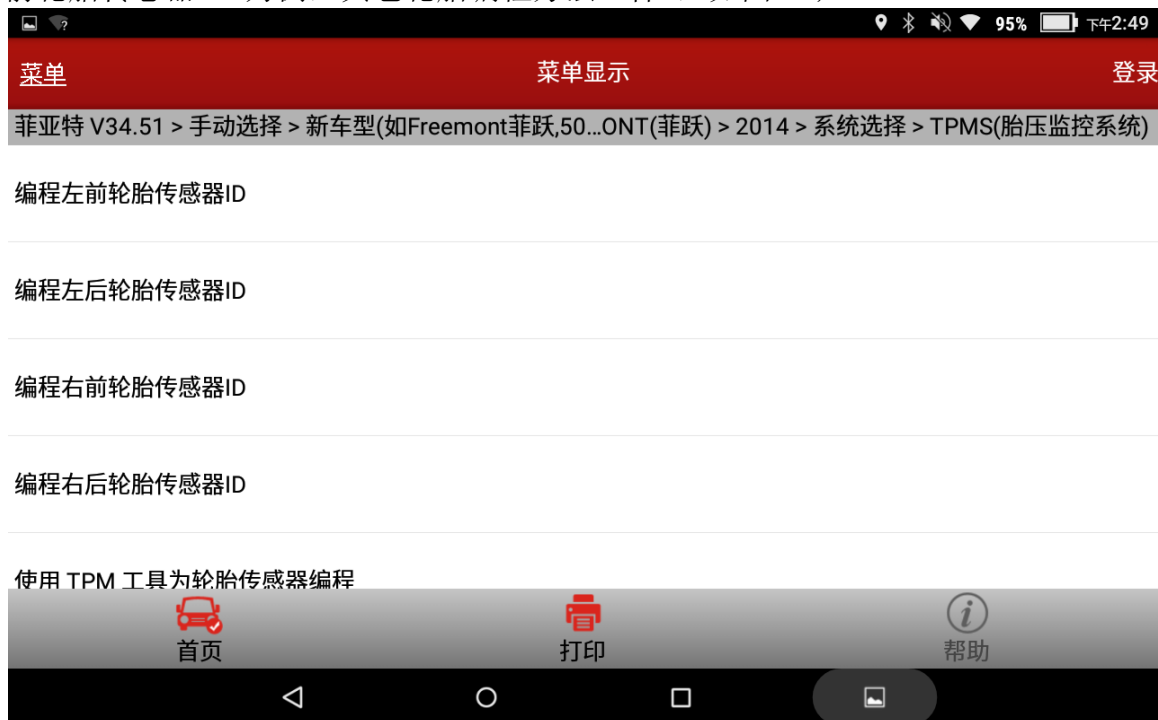 95% 下午2:49
菜单 菜单显示 登录
菲亚特 V34.51 > 手动选择 > 新车型(如Freemont菲跃,50...ONT(菲跃) > 2014 > 系统选择 > TPMS(胎压监控系统)
编程左前轮胎传感器ID
编程左后轮胎传感器ID
编程右前轮胎传感器ID
编程右后轮胎传感器ID
使用 TPM 工具为轮胎传感器编程
首页 打印 帮助